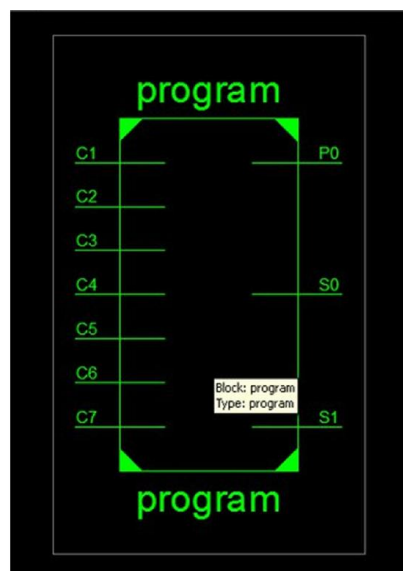 program
C1
P0
C2
C3
C4
S0
C5
C6
Block: program
Type: program
C7
S1
program